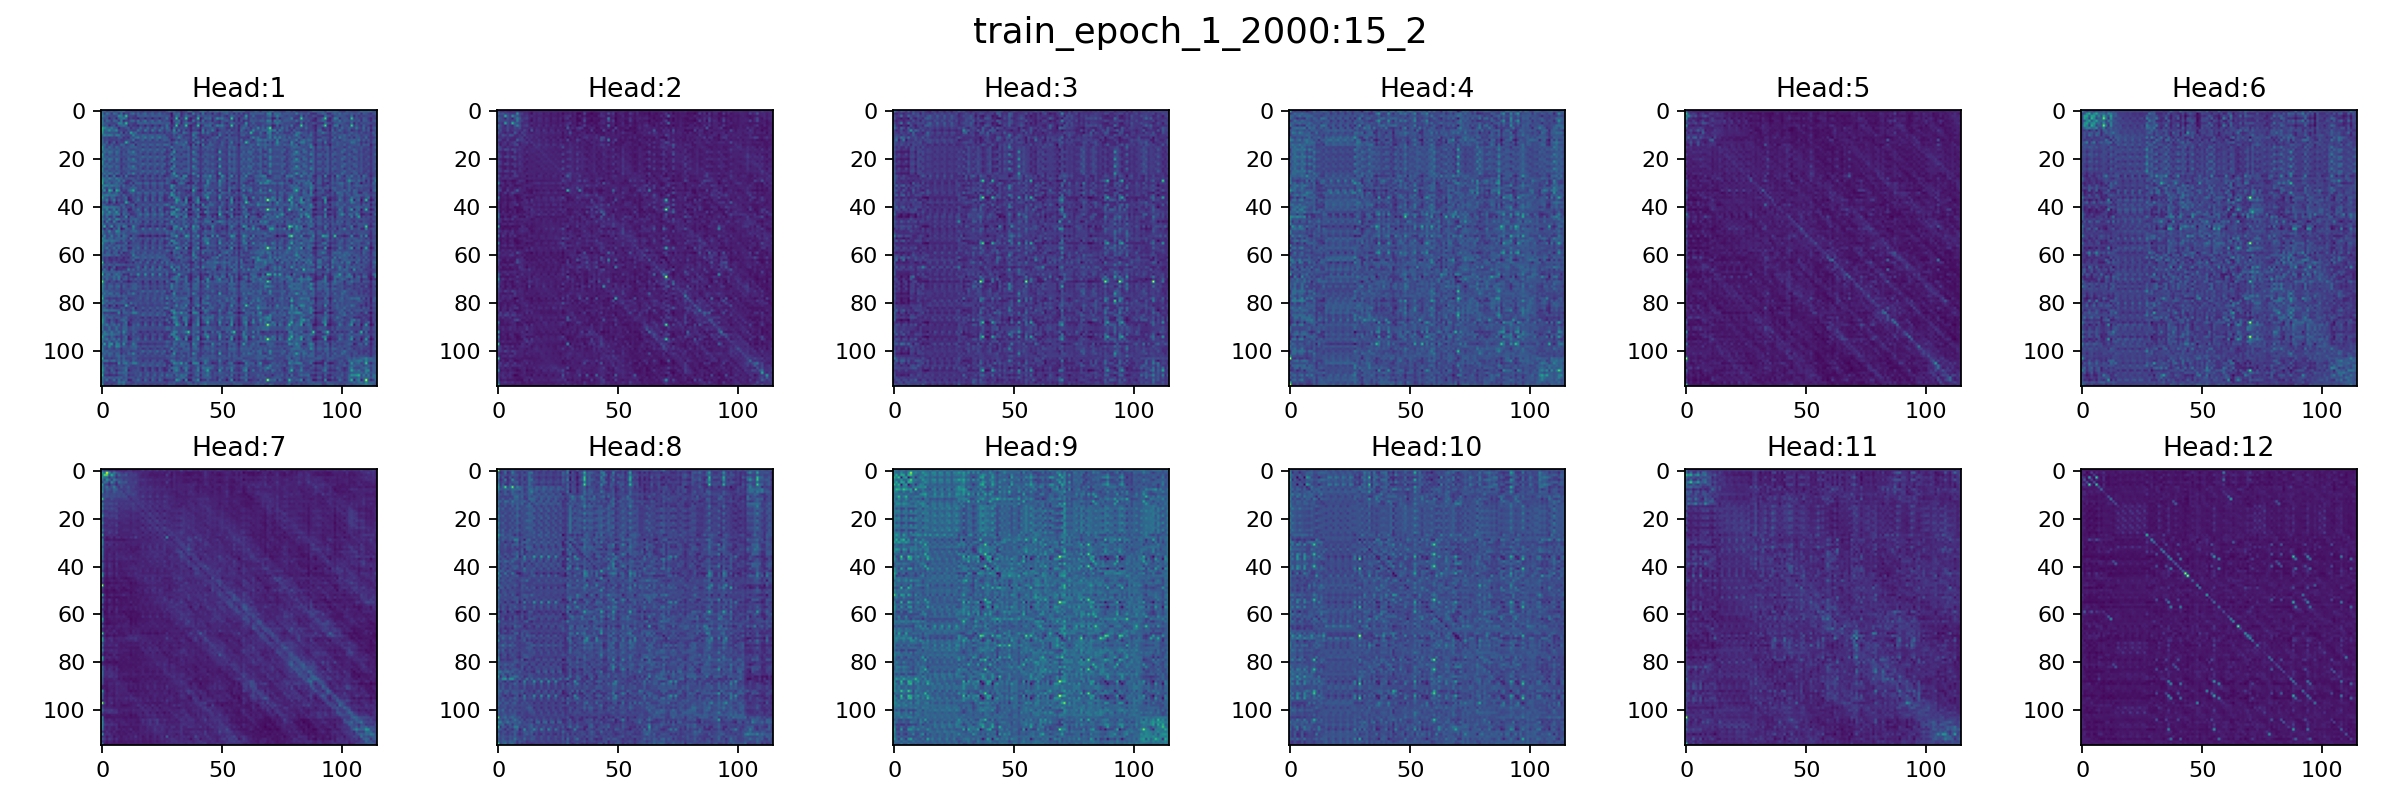 train_epoch_1_2000:15_2
Head:1 Head:2 Head:3 Head:4 Head:5 Head:6
0 0 0 0 0 0
20 20 20 20 20 20
40 40 40 40 40 40
60 60 60 60 60 60
80 80 80 80 80 80
100 100 100 100 100 100
0 50 100 0 50 100 0 50 100 0 50 100 0 50 100 0 50 100
Head:7 Head:8 Head:9 Head:10 Head:11 Head:12
0 0 0 0 0 0
20 20 20 20 20 20
40 40 40 40 40 40
60 60 60 60 60 60
80 80 80 80 80 80
100 100 100 100 100 100
0 50 100 0 50 100 0 50 100 0 50 100 0 50 100 0 50 100